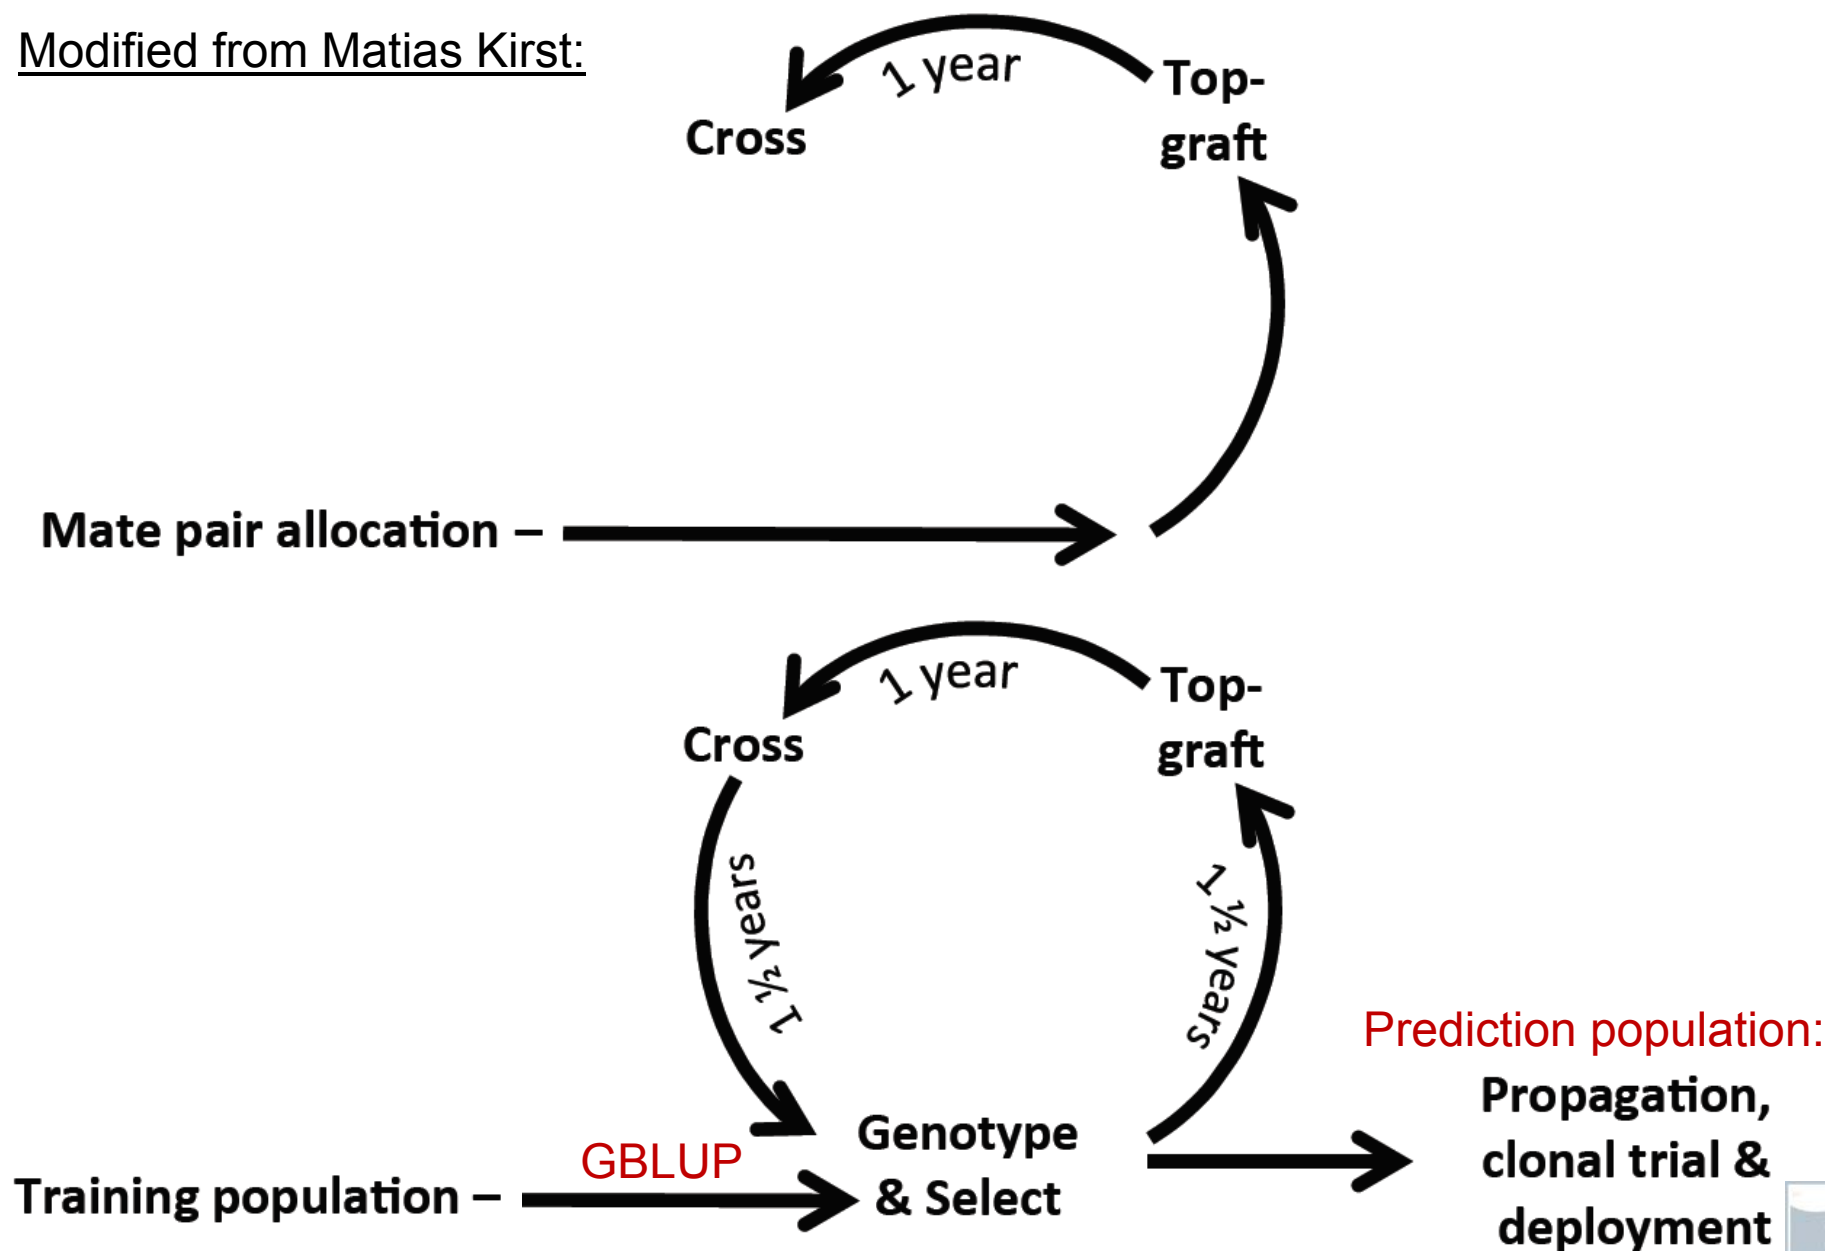 Modified from Matias Kirst:
1 year
Top-
graft
Cross
Mate pair allocation –
1 year
Top-
graft
Cross
1 ½ years
1 ½ years
Prediction population:
Propagation,
clonal trial &
deployment
Genotype
& Select
GBLUP
Training population –